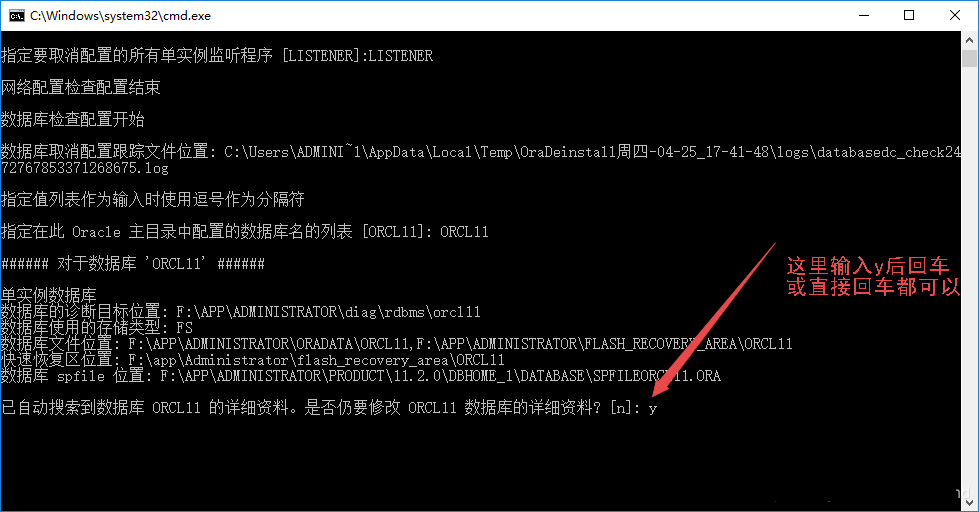 C:\Windows\system32\cmd.exe
指定要取消配置的所有单实例监听程序 [LISTENER]:LISTENER
网络配置检查配置结束
数据库检查配置开始
数据库取消配置跟踪文件位置: C:\Users\ADMINI~1\AppData\Local\Temp\OraDeinstall周四-04-25_17-41-48\logs\databasedc_check24
72767853371268675.log
指定值列表作为输入时使用逗号作为分隔符
指定在此 Oracle 主目录中配置的数据库名的列表 [ORCL11]: ORCL11
###### 对于数据库 'ORCL11' ######
这里输入y后回车
或直接回车都可以
单实例数据库
数据库的诊断目标位置: F:\APP\ADMINISTRATOR\diag\rdbms\orcl11
数据库使用的存储类型: FS
数据库文件位置: F:\APP\ADMINISTRATOR\ORADATA\ORCL11,F:\APP\ADMINISTRATOR\FLASH_RECOVERY_AREA\ORCL11
快速恢复区位置: F:\app\Administrator\flash_recovery_area\ORCL11
数据库 spfile 位置: F:\APP\ADMINISTRATOR\PRODUCT\11.2.0\DBHOME_1\DATABASE\SPFILEORCL11.ORA
已自动搜索到数据库 ORCL11 的详细资料。是否仍要修改 ORCL11 数据库的详细资料? [n]: y